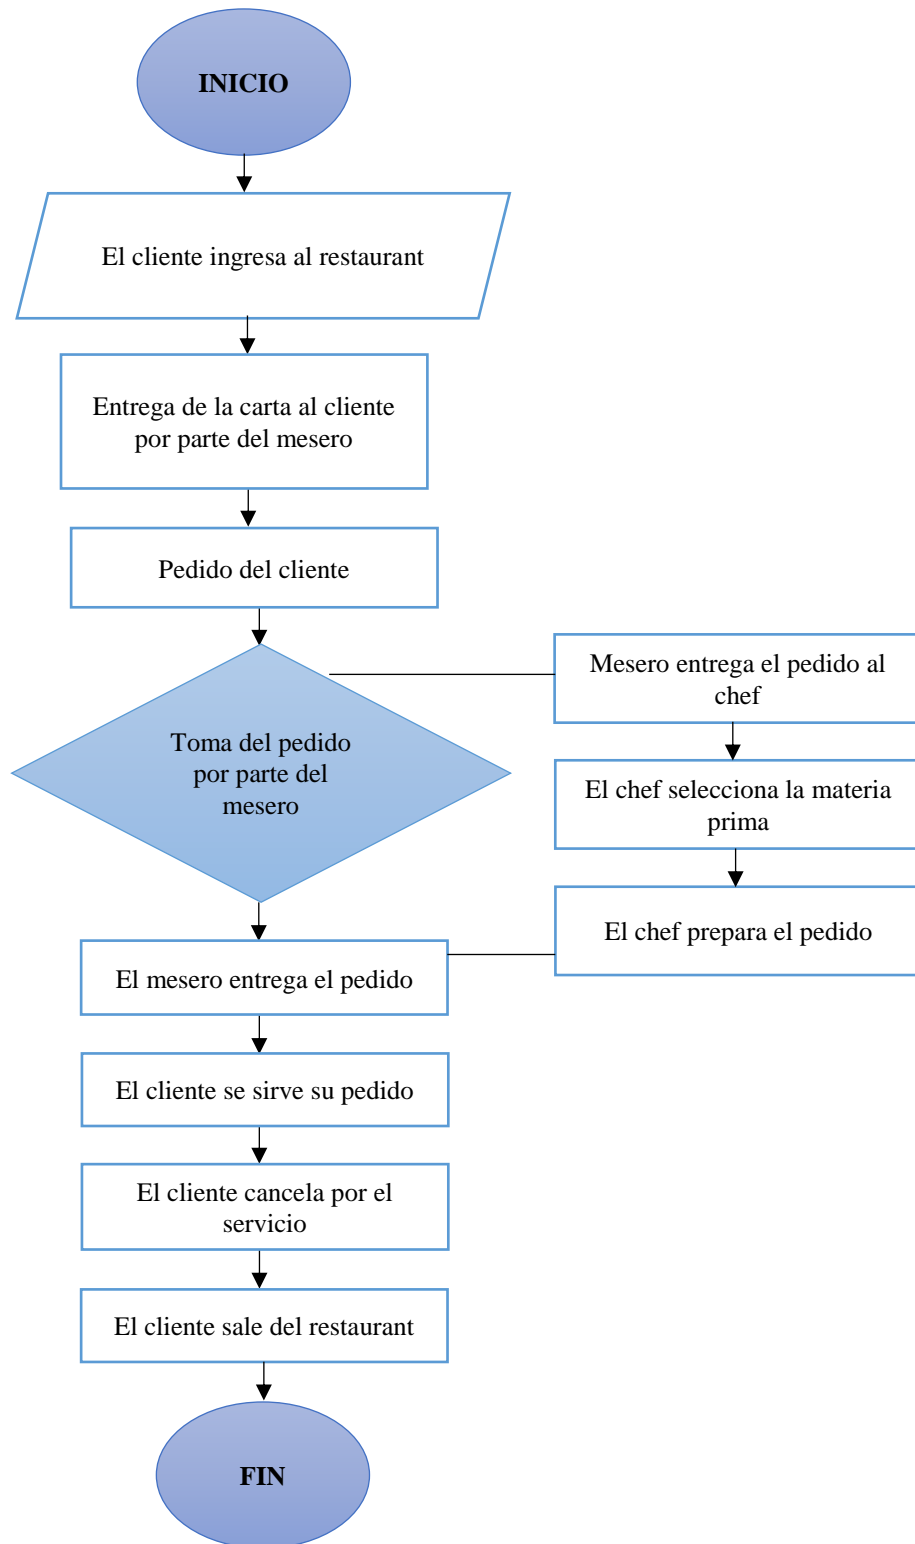 INICIO
El cliente ingresa al restaurant
Entrega de la carta al cliente
por parte del mesero
Pedido del cliente
Toma del pedido
por parte del
mesero
Mesero entrega el pedido al
chef
El chef selecciona la materia
prima
El chef prepara el pedido
El mesero entrega el pedido
El cliente se sirve su pedido
El cliente cancela por el
servicio
El cliente sale del restaurant
FIN